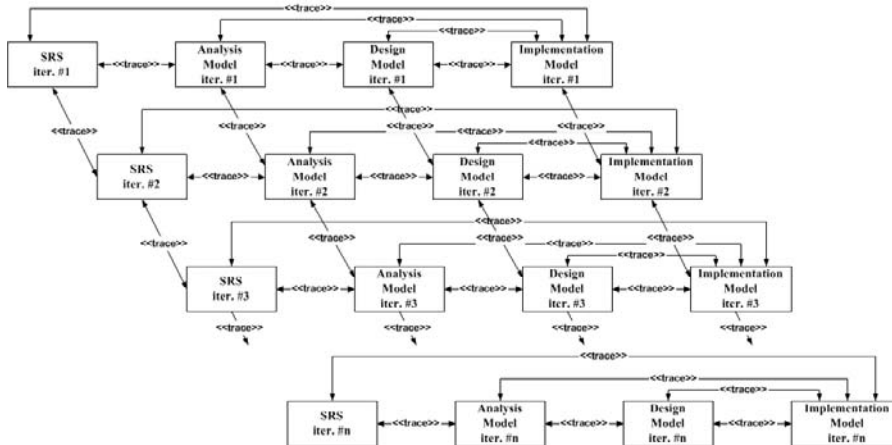 <<trace>>
<<trace>>
<<trace>>
SRS
iter. #1
<<trace>>
Analysis
Model
iter. #1
<<trace>>
Design
Model
iter. #1
<<trace>>
Implementation
Model
iter. #1
<<trace>>
<<trace>>
<<trace>>
<<trace>>
<<trace>>
<<trace>>
<<trace>>
SRS
iter. #2
<<trace>>
Analysis
Model
iter. #2
<<trace>>
Design
Model
iter. #2
<<trace>>
Implementation
Model
iter. #2
<<trace>>
<<trace>>
<<trace>>
<<trace>>
<<trace>>
<<trace>>
<<trace>>
SRS
iter. #3
<<trace>>
Analysis
Model
iter. #3
<<trace>>
Design
Model
iter. #3
<<trace>>
Implementation
Model
iter. #3
<<trace>>
<<trace>>
<<trace>>
<<trace>>
<<trace>>
<<trace>>
<<trace>>
SRS
iter. #n
<<trace>>
Analysis
Model
iter. #n
<<trace>>
Design
Model
iter. #n
<<trace>>
Implementation
Model
iter. #n